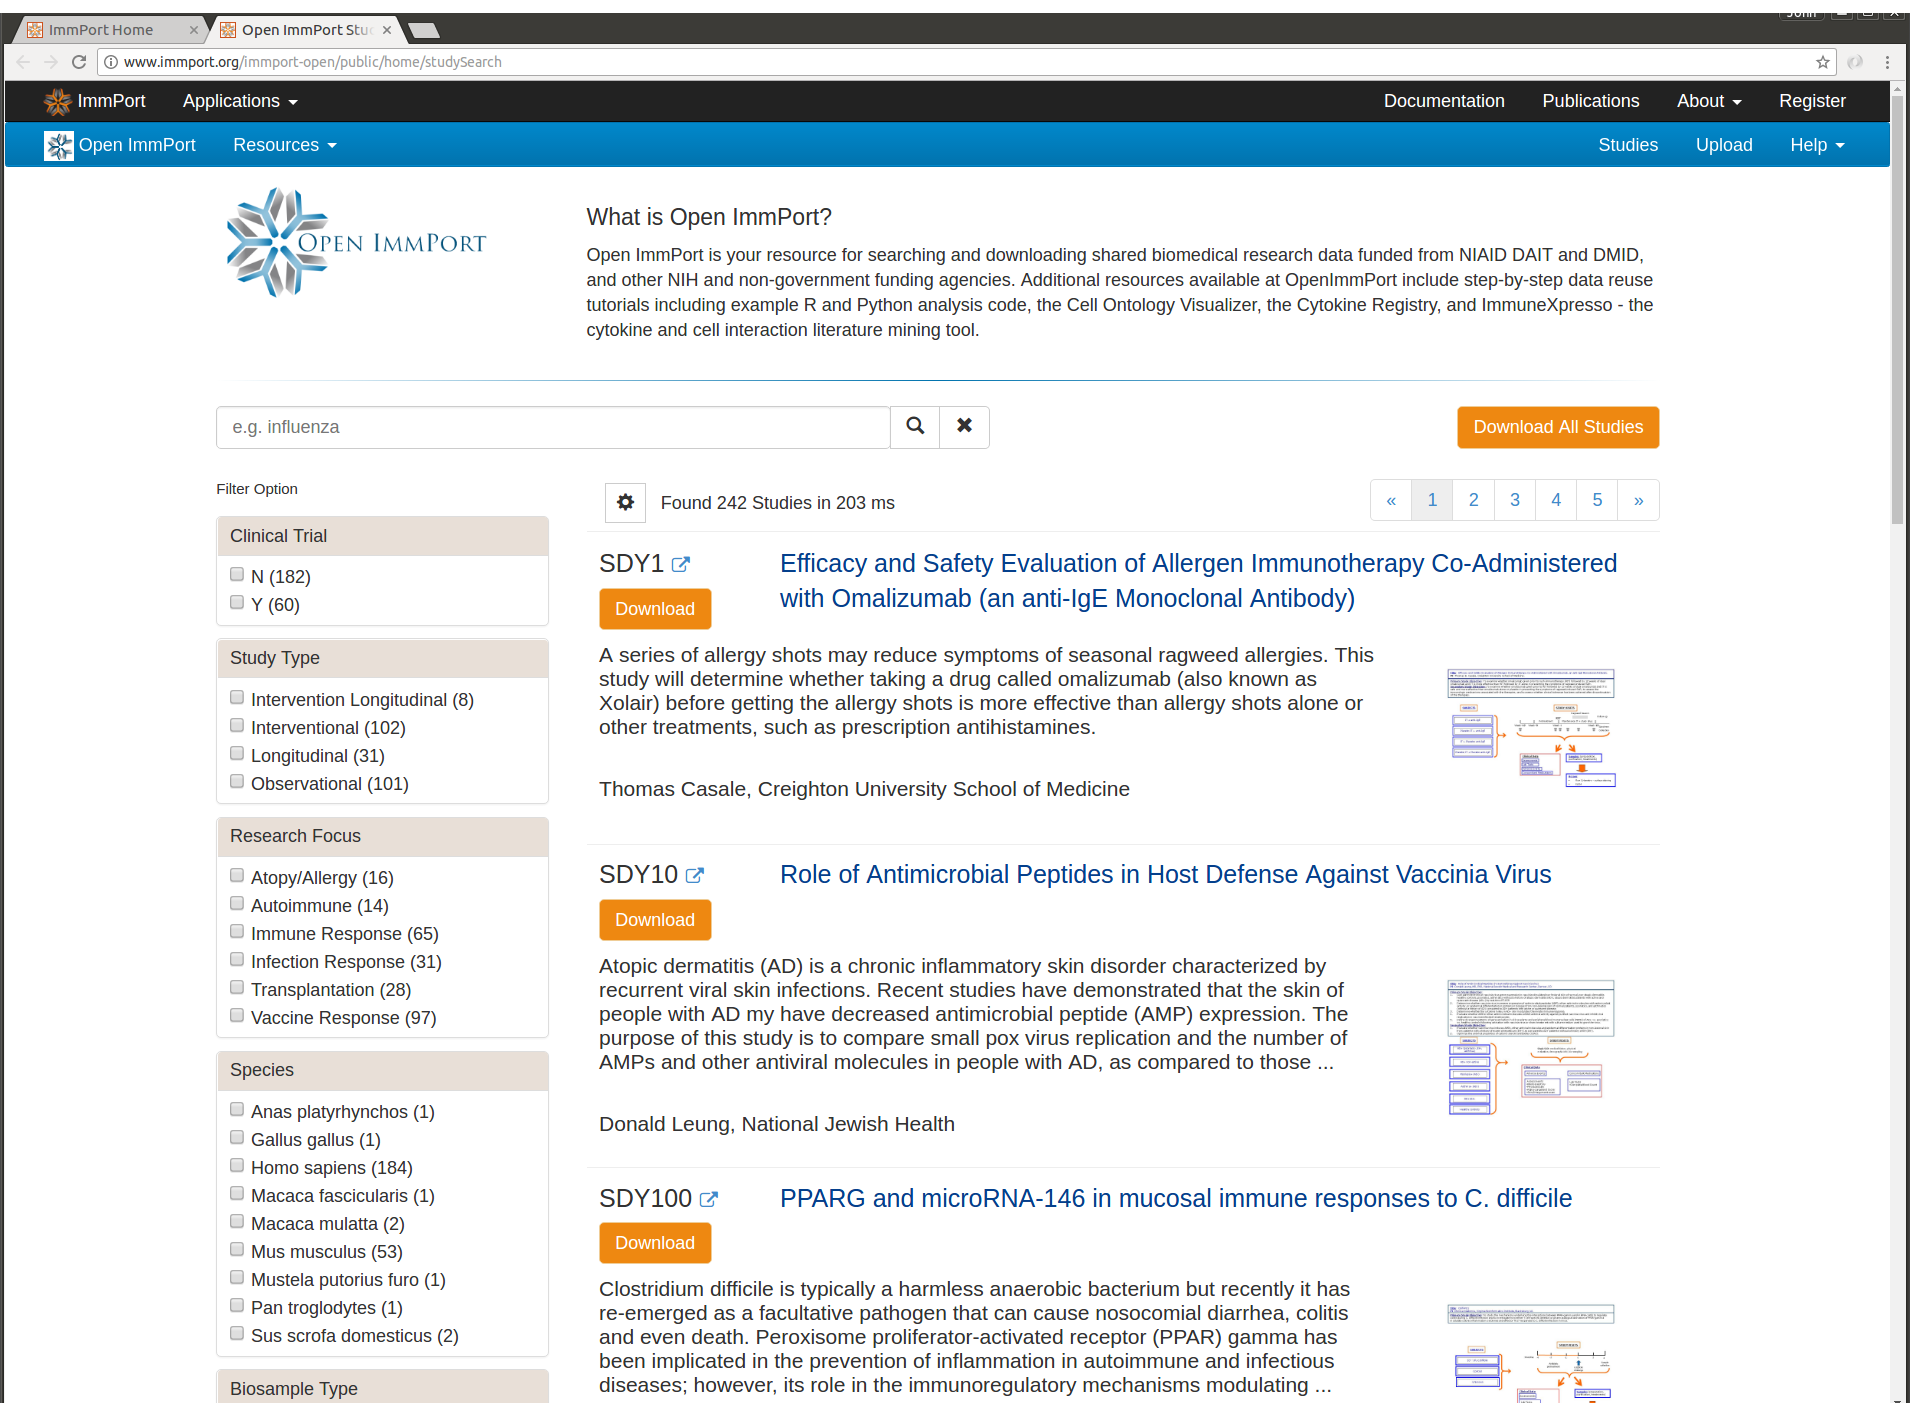 ImmPort Home
Open ImmPort Stu
www.immport.org/immport-open/public/home/studySearch
ImmPort Applications Documentation Publications About Register
Open ImmPort Resources Studies Upload Help
OPEN IMMPORT
What is Open ImmPort?
Open ImmPort is your resource for searching and downloading shared biomedical research data funded from NIAID DAIT and DMID,
and other NIH and non-government funding agencies. Additional resources available at OpenImmPort include step-by-step data reuse
tutorials including example R and Python analysis code, the Cell Ontology Visualizer, the Cytokine Registry, and ImmuneXpresso - the
cytokine and cell interaction literature mining tool.
e.g. influenza
Download All Studies
Filter Option
Clinical Trial
N (182)
Y (60)
Study Type
Intervention Longitudinal (8)
Interventional (102)
Longitudinal (31)
Observational (101)
Research Focus
Atopy/Allergy (16)
Autoimmune (14)
Immune Response (65)
Infection Response (31)
Transplantation (28)
Vaccine Response (97)
Species
Anas platyrhynchos (1)
Gallus gallus (1)
Homo sapiens (184)
Macaca fascicularis (1)
Macaca mulatta (2)
Mus musculus (53)
Mustela putorius furo (1)
Pan troglodytes (1)
Sus scrofa domesticus (2)
Biosample Type
Found 242 Studies in 203 ms
« 1 2 3 4 5 »
SDY1
Efficacy and Safety Evaluation of Allergen Immunotherapy Co-Administered
with Omalizumab (an anti-IgE Monoclonal Antibody)
Download
A series of allergy shots may reduce symptoms of seasonal ragweed allergies. This
study will determine whether taking a drug called omalizumab (also known as
Xolair) before getting the allergy shots is more effective than allergy shots alone or
other treatments, such as prescription antihistamines.
Thomas Casale, Creighton University School of Medicine
SDY10
Role of Antimicrobial Peptides in Host Defense Against Vaccinia Virus
Download
Atopic dermatitis (AD) is a chronic inflammatory skin disorder characterized by
recurrent viral skin infections. Recent studies have demonstrated that the skin of
people with AD my have decreased antimicrobial peptide (AMP) expression. The
purpose of this study is to compare small pox virus replication and the number of
AMPs and other antiviral molecules in people with AD, as compared to those ...
Donald Leung, National Jewish Health
SDY100
PPARG and microRNA-146 in mucosal immune responses to C. difficile
Download
Clostridium difficile is typically a harmless anaerobic bacterium but recently it has
re-emerged as a facultative pathogen that can cause nosocomial diarrhea, colitis
and even death. Peroxisome proliferator-activated receptor (PPAR) gamma has
been implicated in the prevention of inflammation in autoimmune and infectious
diseases; however, its role in the immunoregulatory mechanisms modulating ...